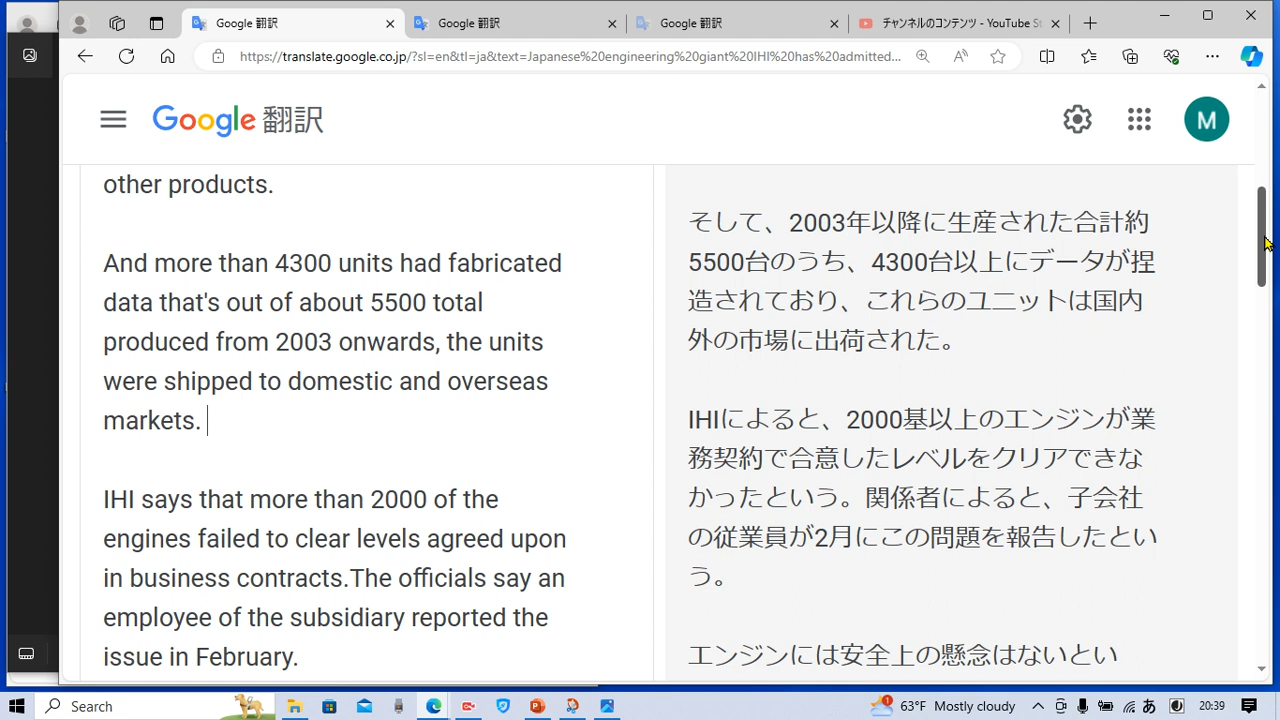 Google 翻訳
Google 翻訳
Google 翻訳
チャンネルのコンテンツ - YouTube St
https://translate.google.co.jp/?sl=en&tl=ja&text=Japanese%20engineering%20giant%20IHI%20has%20admitted...
Google 翻訳
M
other products.
And more than 4300 units had fabricated
data that's out of about 5500 total
produced from 2003 onwards, the units
were shipped to domestic and overseas
markets.
IHI says that more than 2000 of the
engines failed to clear levels agreed upon
in business contracts.The officials say an
employee of the subsidiary reported the
issue in February.
そして、2003年以降に生産された合計約
5500台のうち、4300台以上にデータが捏
造されており、これらのユニットは国内
外の市場に出荷された。
IHIによると、2000基以上のエンジンが業
務契約で合意したレベルをクリアできな
かったという。関係者によると、子会社
の従業員が2月にこの問題を報告したとい
う。
エンジンには安全上の懸念はないとい
Search
1
63°F Mostly cloudy
あ
20:39